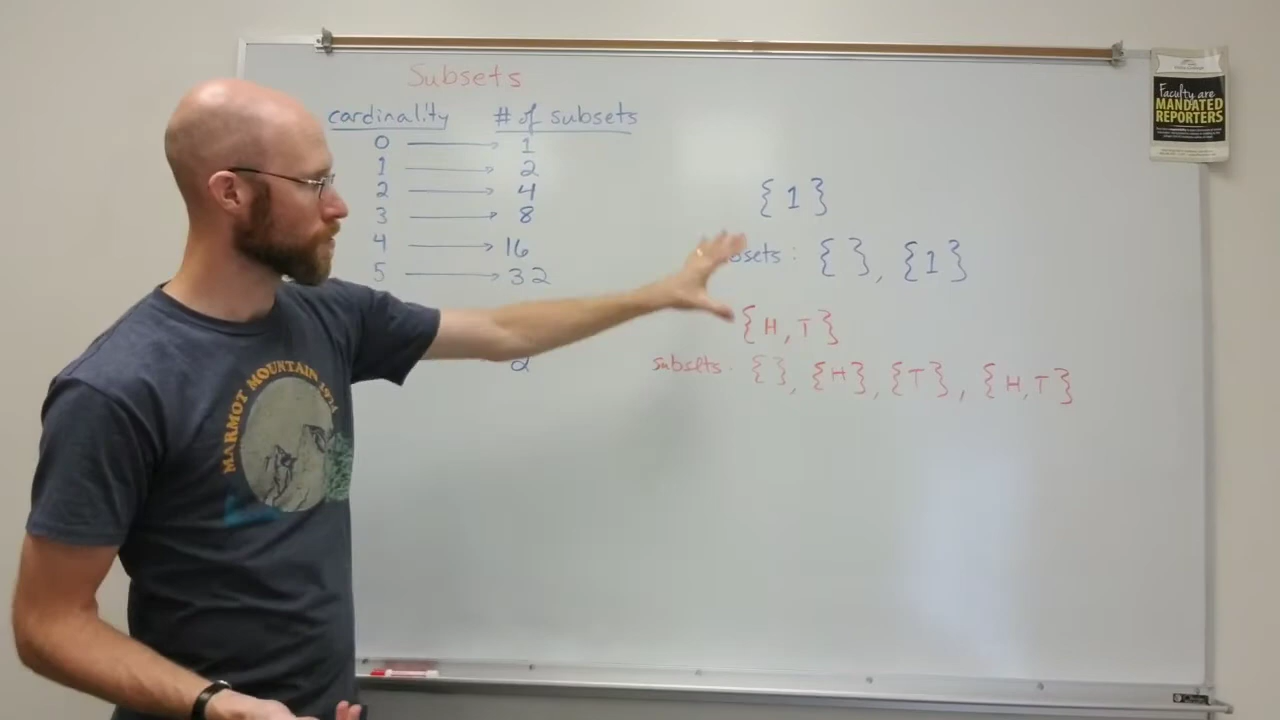 Subsets
cardinality # of subsets
0 → 1
1 → 2
2 → 4
3 → 8
4 → 16
5 → 32
2
{ 1 }
: { }, {1}
{H, T}
subsets: { }, {H}, {T}, {H,T}
Faculty are
MANDATED
REPORTERS
MARMOT MOUNTAIN